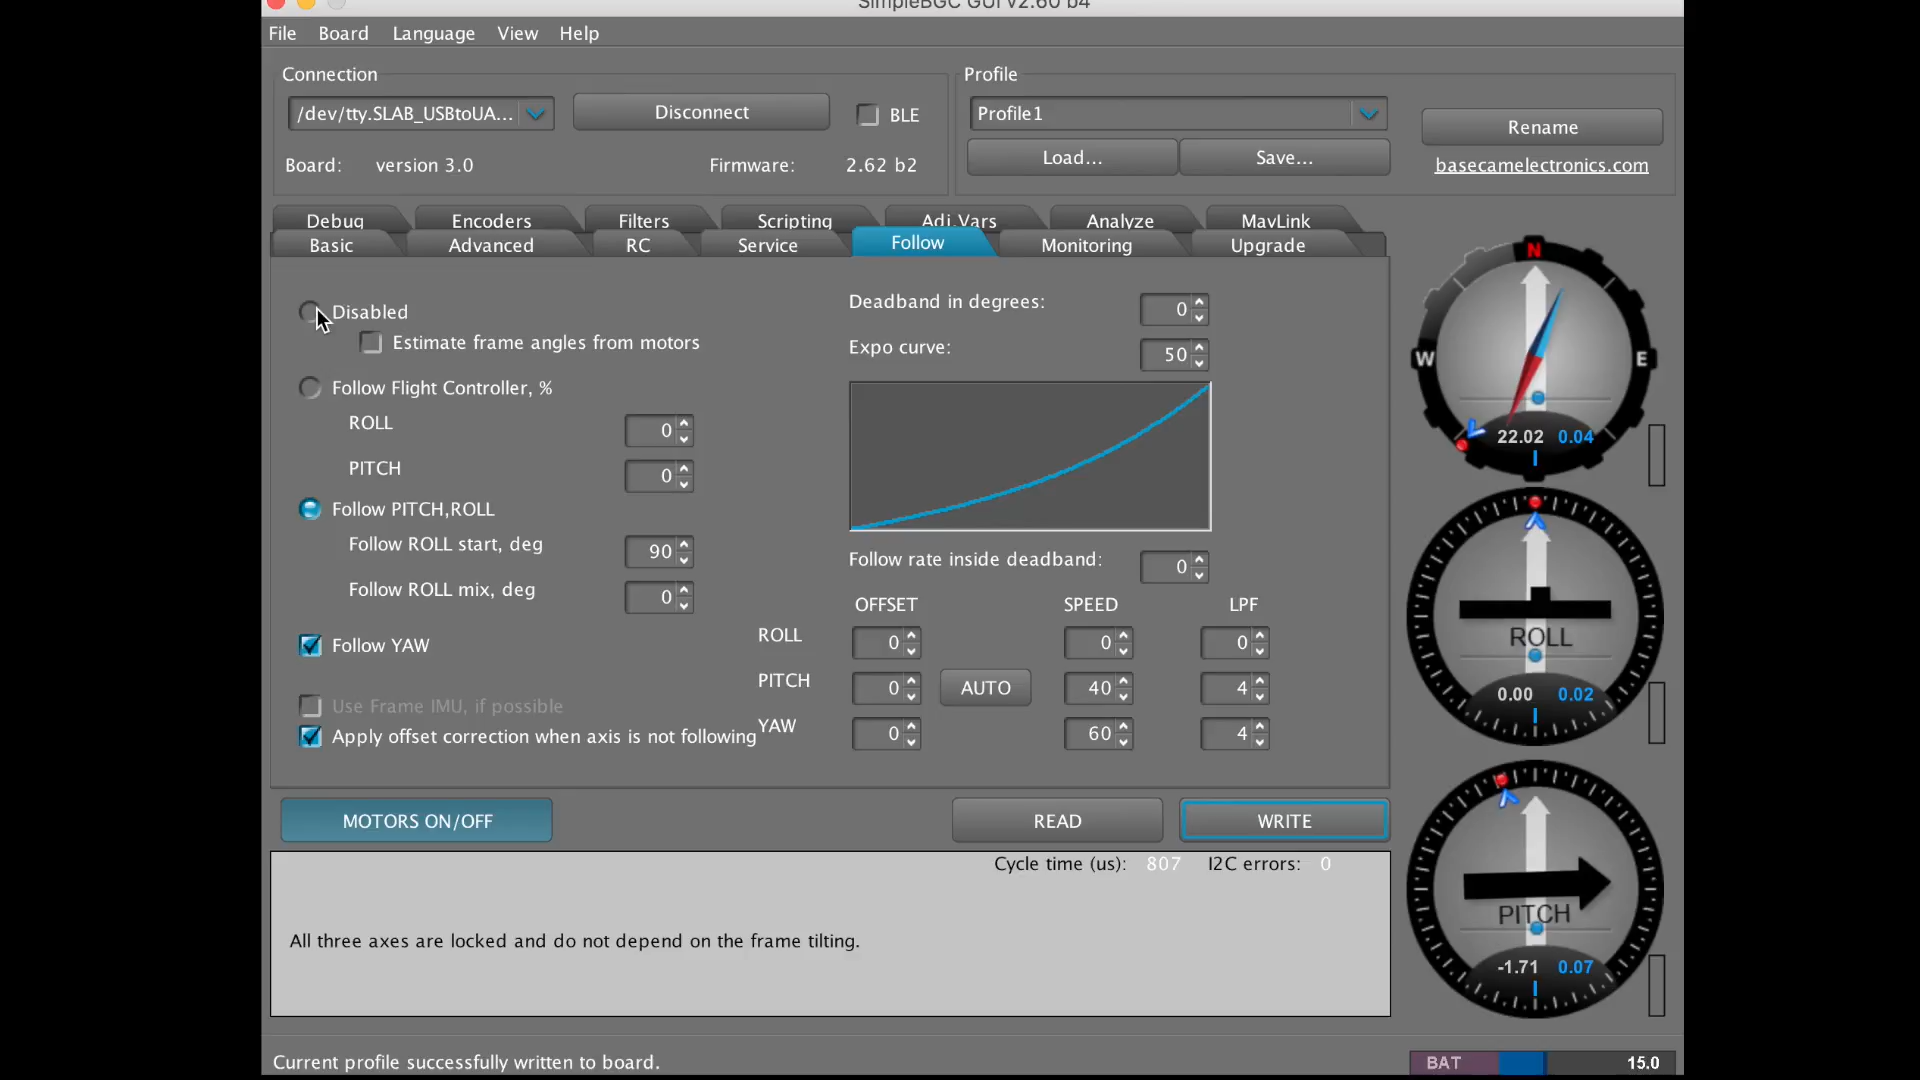 SimpleBGC GUI v2.60 b4
File Board Language View Help
Connection
Profile
/dev/tty.SLAB_USBtoUA... Disconnect BLE
Profile1
Rename
Load... Save...
Board: version 3.0 Firmware: 2.62 b2
basecamelectronics.com
Debug Encoders Filters Scripting Adj.Vars Analyze MavLink
Basic Advanced RC Service Follow Monitoring Upgrade
Disabled
Estimate frame angles from motors
Follow Flight Controller, %
ROLL 0
PITCH 0
Follow PITCH,ROLL
Follow ROLL start, deg 90
Follow ROLL mix, deg 0
Follow YAW
Use Frame IMU, if possible
Apply offset correction when axis is not following
Deadband in degrees: 0
Expo curve: 50
Follow rate inside deadband: 0
OFFSET SPEED LPF
ROLL 0 0 0
PITCH 0 AUTO 40 4
YAW 0 60 4
MOTORS ON/OFF READ WRITE
Cycle time (us): 807 I2C errors: 0
All three axes are locked and do not depend on the frame tilting.
N
W E
22.02 0.04
ROLL
0.00 0.02
PITCH
-1.71 0.07
Current profile successfully written to board.
BAT 15.0